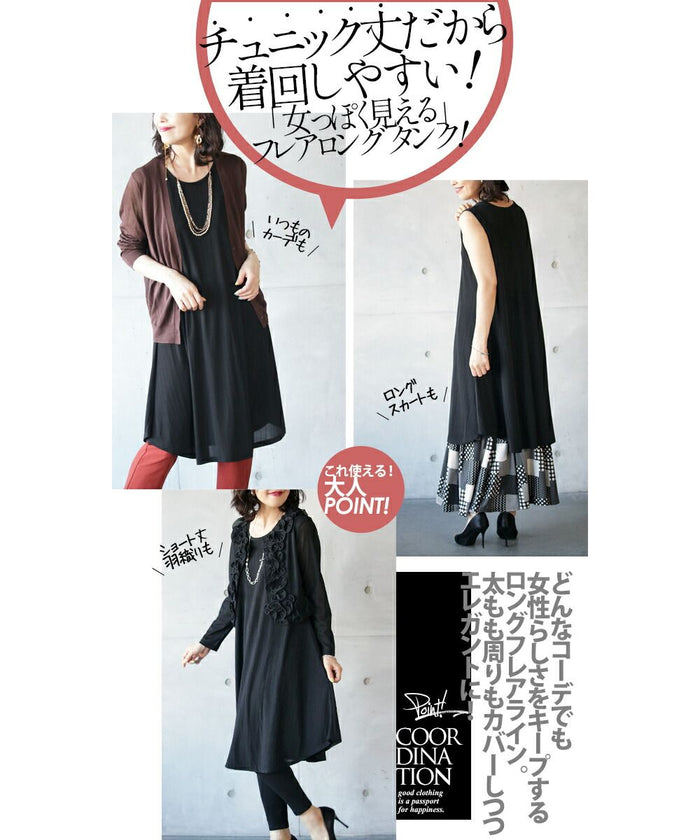 チュニック丈だから
着回しやすい!
「女っぽく見える」
フレアロングタンク!
いつもの
カーデも
ロング
スカートも
これ使える!
大人
POINT!
ショート丈
羽織りも
どんなコーデでも
女性らしさをキープする
ロングフレアライン。
太もも周りもカバーしつつ
エレガントに!
Point!
COOR
DINA
TION
good clothing
is a passport
for happiness.